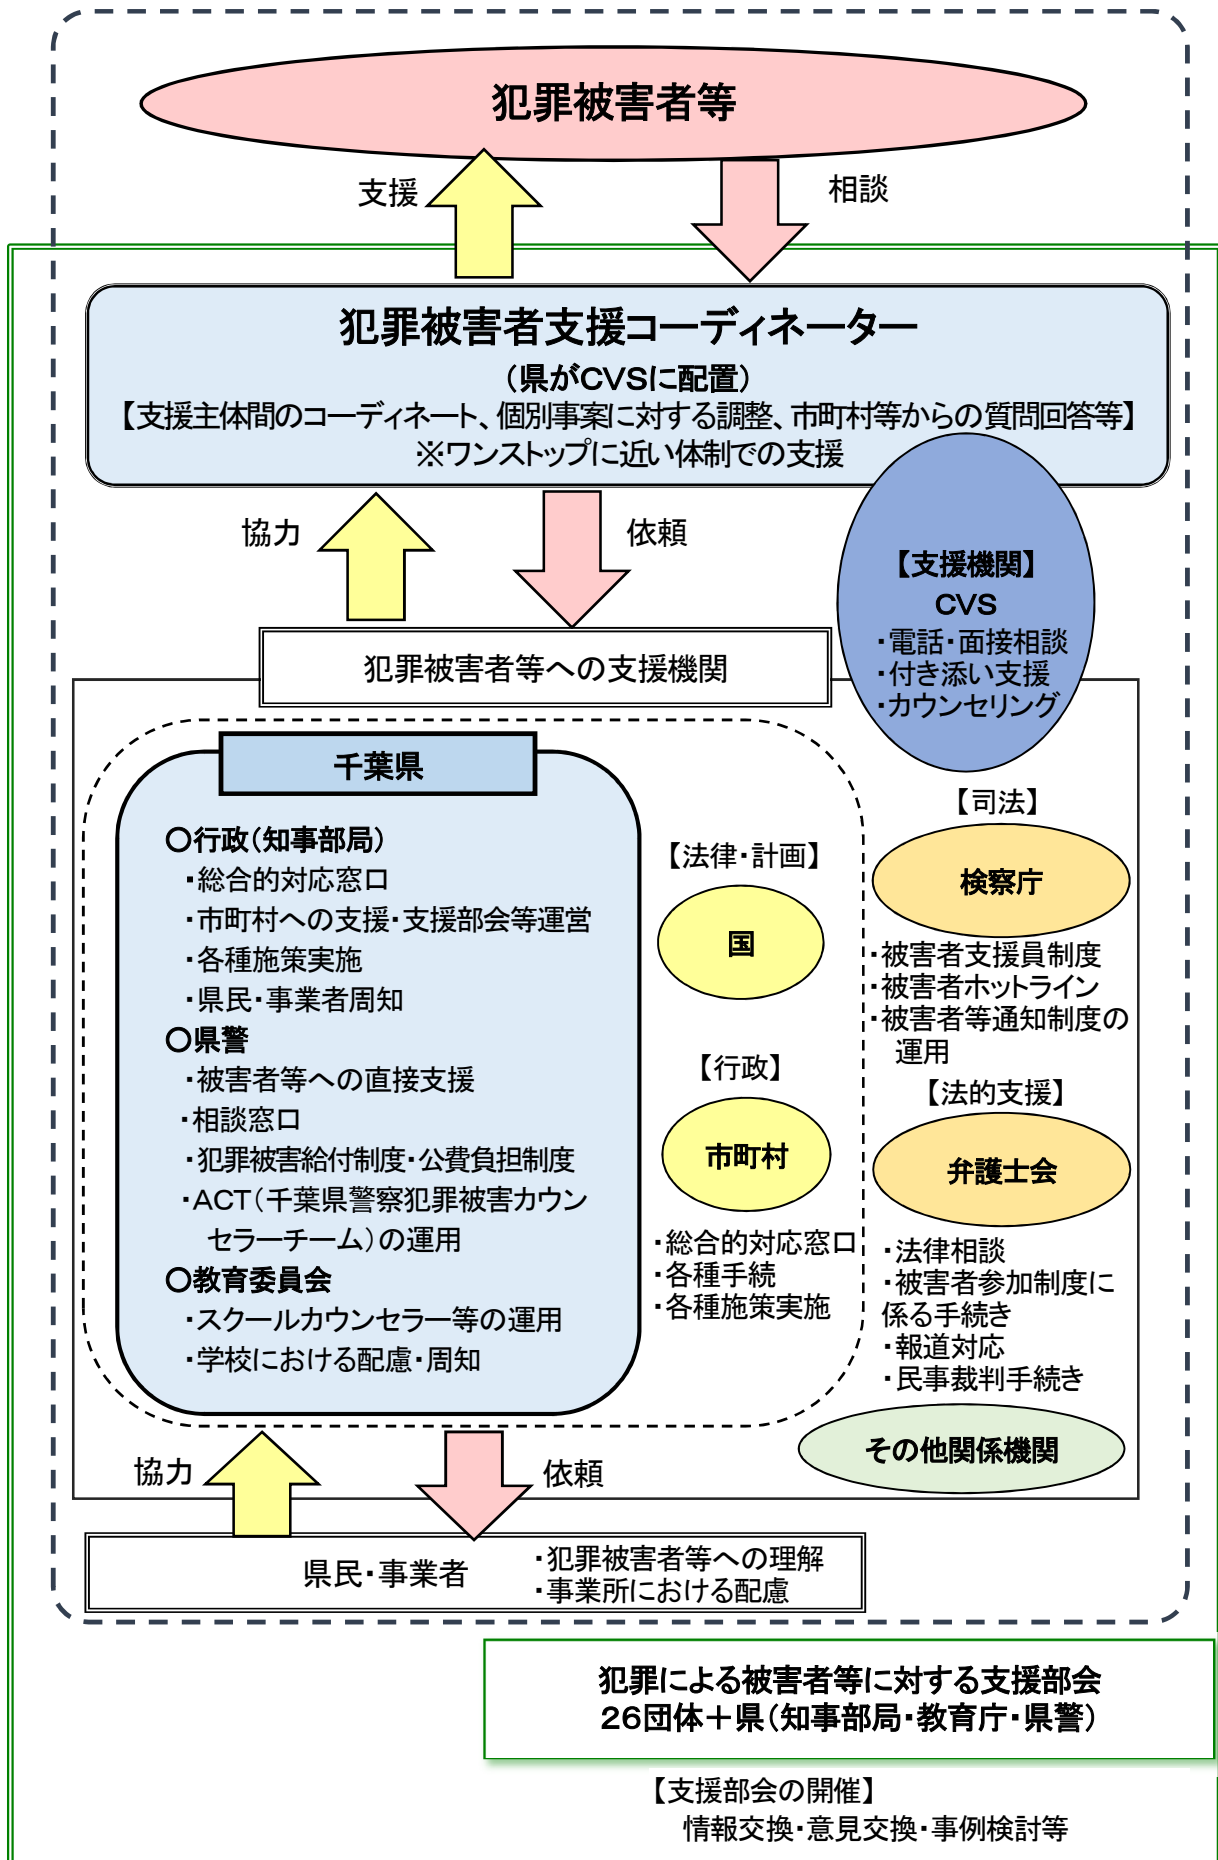 犯罪被害者等
支援
相談
犯罪被害者支援コーディネーター
（県がCVSに配置）
【支援主体間のコーディネート、個別事案に対する調整、市町村等からの質問回答等】
※ワンストップに近い体制での支援
協力
依頼
【支援機関】
CVS
・電話・面接相談
・付き添い支援
・カウンセリング
犯罪被害者等への支援機関
千葉県
○行政（知事部局）
・総合的対応窓口
・市町村への支援・支援部会等運営
・各種施策実施
・県民・事業者周知
○県警
・被害者等への直接支援
・相談窓口
・犯罪被害給付制度・公費負担制度
・ACT（千葉県警察犯罪被害カウン
セラーチーム）の運用
○教育委員会
・スクールカウンセラー等の運用
・学校における配慮・周知
【法律・計画】
国
【行政】
市町村
・総合的対応窓口
・各種手続
・各種施策実施
【司法】
検察庁
・被害者支援員制度
・被害者ホットライン
・被害者等通知制度の
運用
【法的支援】
弁護士会
・法律相談
・被害者参加制度に
係る手続き
・報道対応
・民事裁判手続き
その他関係機関
協力
依頼
県民・事業者
・犯罪被害者等への理解
・事業所における配慮
犯罪による被害者等に対する支援部会
26団体＋県（知事部局・教育庁・県警）
【支援部会の開催】
情報交換・意見交換・事例検討等